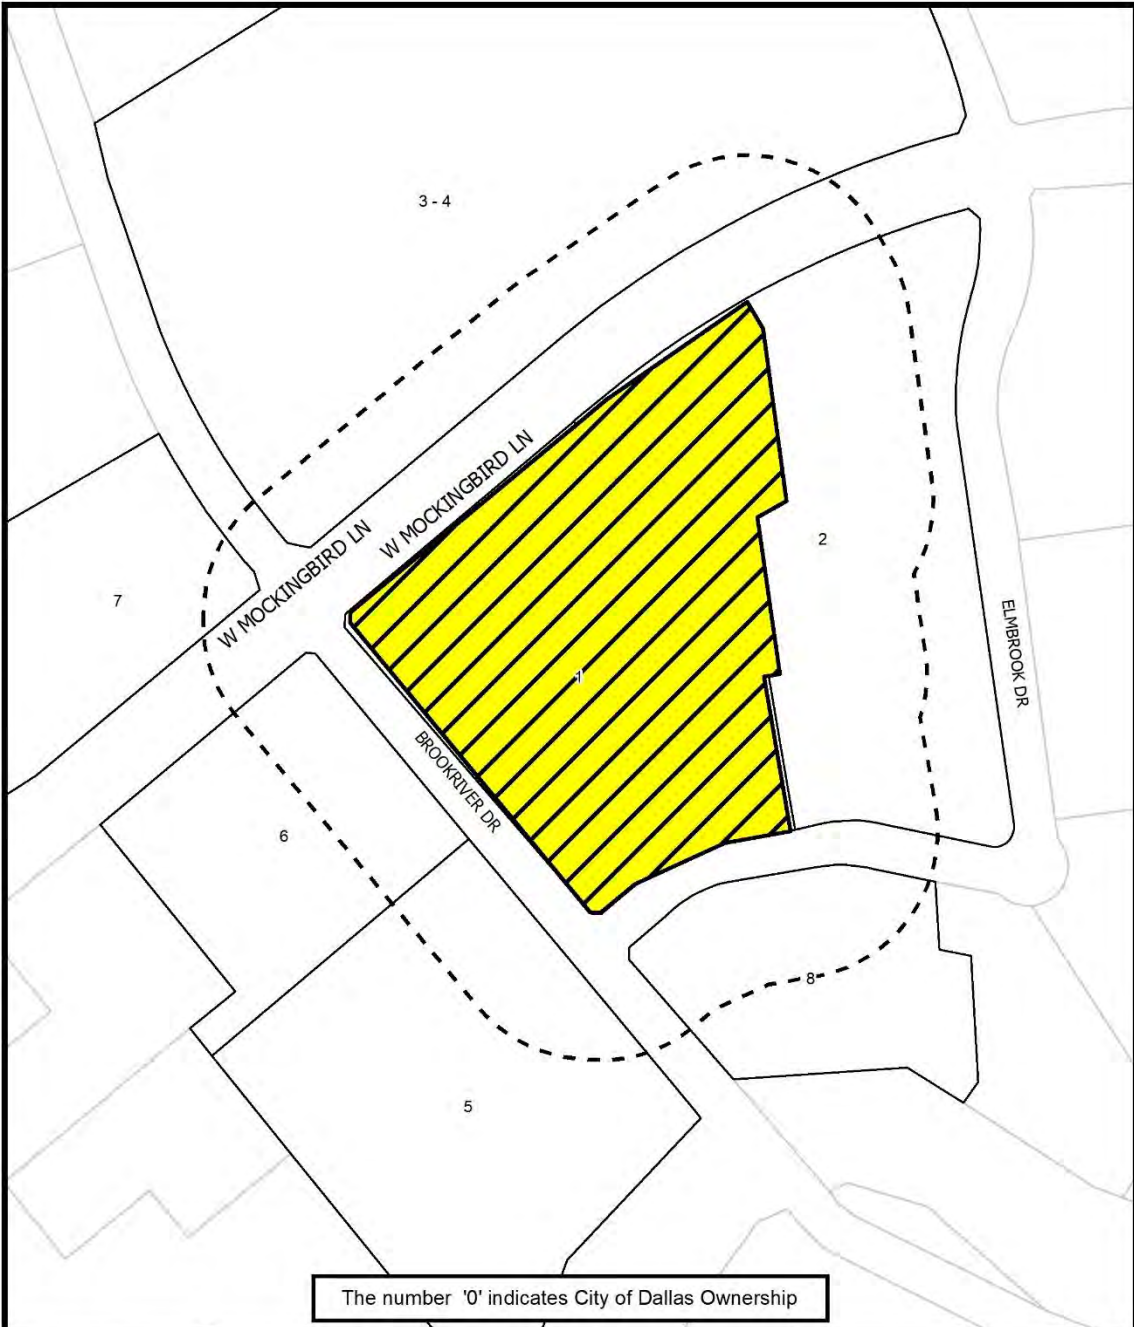 3 - 4
W MOCKINGBIRD LN
W MOCKINGBIRD LN
2
7
ELMBROOK DR
1
BROOKRIVER DR
6
8
5
The number '0' indicates City of Dallas Ownership